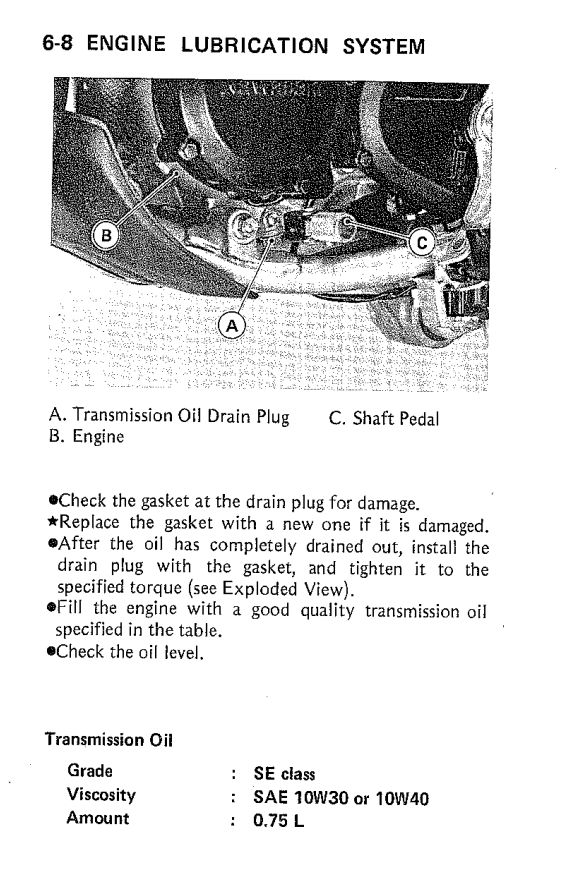 6-8 ENGINE LUBRICATION SYSTEM
B
C
A
A. Transmission Oil Drain Plug C. Shaft Pedal
B. Engine
●Check the gasket at the drain plug for damage.
★Replace the gasket with a new one if it is damaged.
●After the oil has completely drained out, install the
drain plug with the gasket, and tighten it to the
specified torque (see Exploded View).
●Fill the engine with a good quality transmission oil
specified in the table.
●Check the oil level.
Transmission Oil
Grade : SE class
Viscosity : SAE 10W30 or 10W40
Amount : 0.75 L